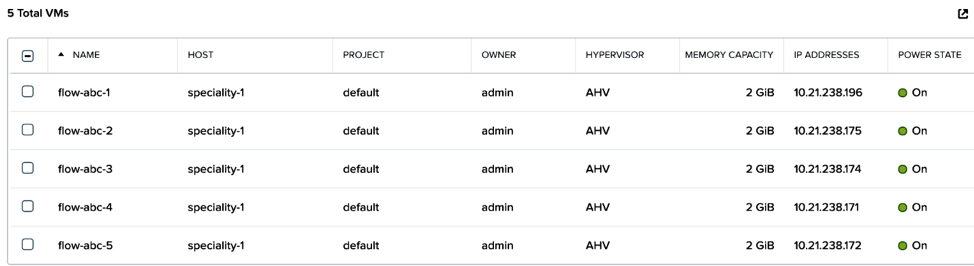 5 Total VMs
NAME HOST PROJECT OWNER HYPERVISOR MEMORY CAPACITY IP ADDRESSES POWER STATE
flow-abc-1 speciality-1 default admin AHV 2 GiB 10.21.238.196 On
flow-abc-2 speciality-1 default admin AHV 2 GiB 10.21.238.175 On
flow-abc-3 speciality-1 default admin AHV 2 GiB 10.21.238.174 On
flow-abc-4 speciality-1 default admin AHV 2 GiB 10.21.238.171 On
flow-abc-5 speciality-1 default admin AHV 2 GiB 10.21.238.172 On